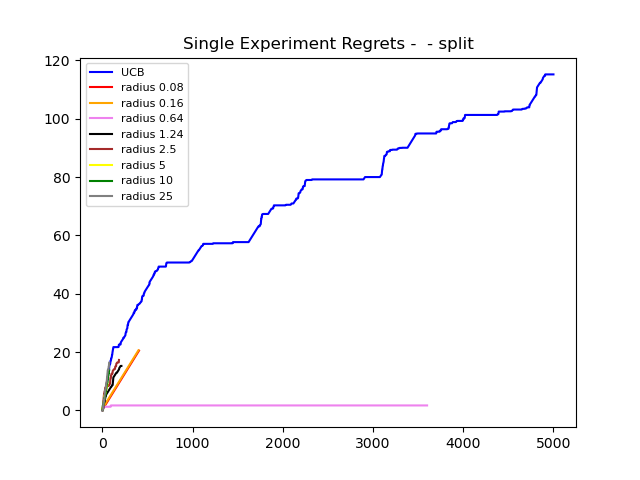 Single Experiment Regrets -  - split
120
100
80
60
40
20
0
UCB
radius 0.08
radius 0.16
radius 0.64
radius 1.24
radius 2.5
radius 5
radius 10
radius 25
0 1000 2000 3000 4000 5000